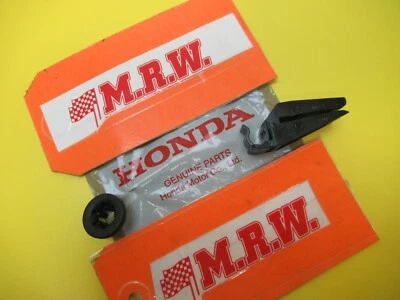 M.R.W.
HONDA
GENUINE PARTS
Honda Motor Co., Ltd.
M.R.W.